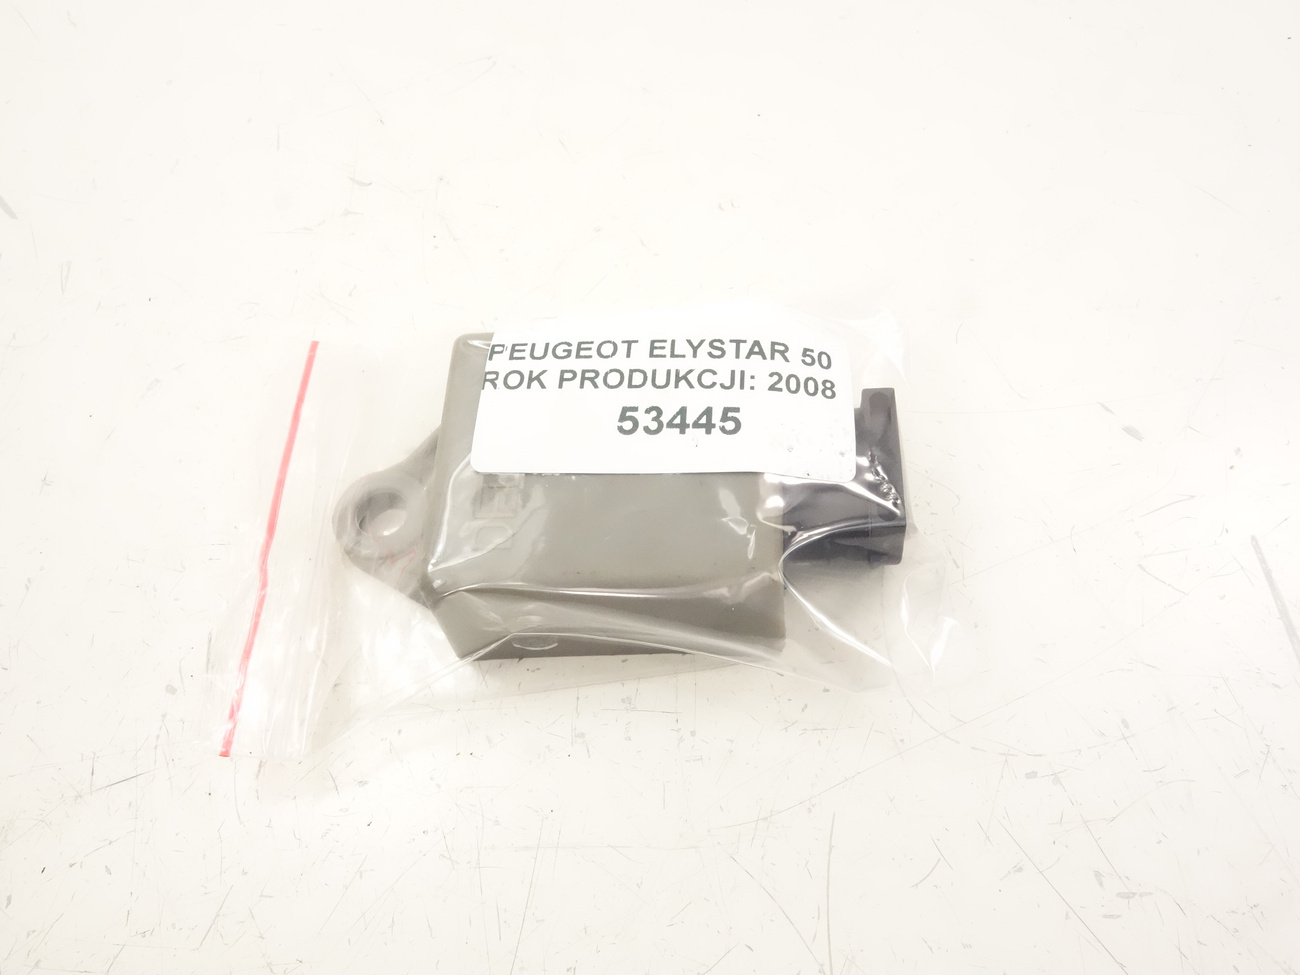 PEUGEOT ELYSTAR 50
ROK PRODUKCJI: 2008
53445